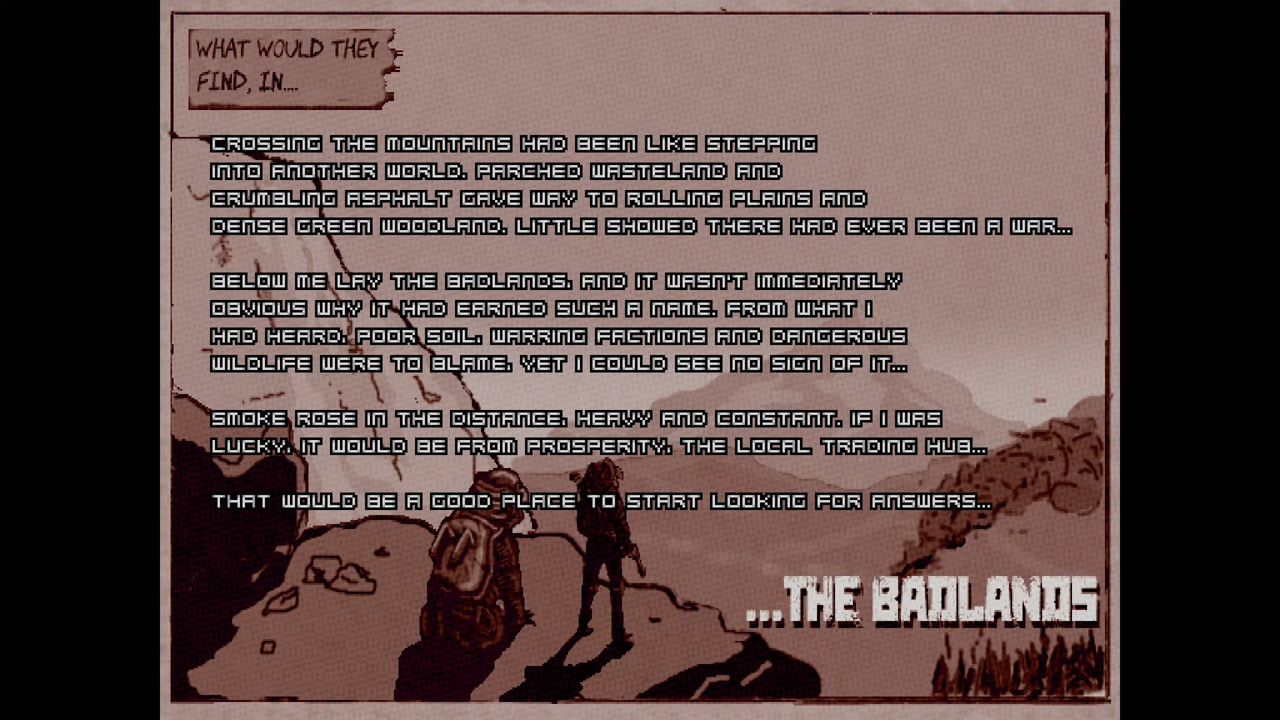 WHAT WOULD THEY
FIND, IN....
CROSSING THE MOUNTAINS HAD BEEN LIKE STEPPING
INTO ANOTHER WORLD. PARCHED WASTELAND AND
CRUMBLING ASPHALT GAVE WAY TO ROLLING PLAINS AND
DENSE GREEN WOODLAND. LITTLE SHOWED THERE HAD EVER BEEN A WAR...
BELOW ME LAY THE BADLANDS, AND IT WASN'T IMMEDIATELY
OBVIOUS WHY IT HAD EARNED SUCH A NAME. FROM WHAT I
HAD HEARD, POOR SOIL, WARRING FACTIONS AND DANGEROUS
WILDLIFE WERE TO BLAME, YET I COULD SEE NO SIGN OF IT...
SMOKE ROSE IN THE DISTANCE, HEAVY AND CONSTANT. IF I WAS
LUCKY, IT WOULD BE FROM PROSPERITY, THE LOCAL TRADING HUB...
THAT WOULD BE A GOOD PLACE TO START LOOKING FOR ANSWERS...
...THE BADLANDS